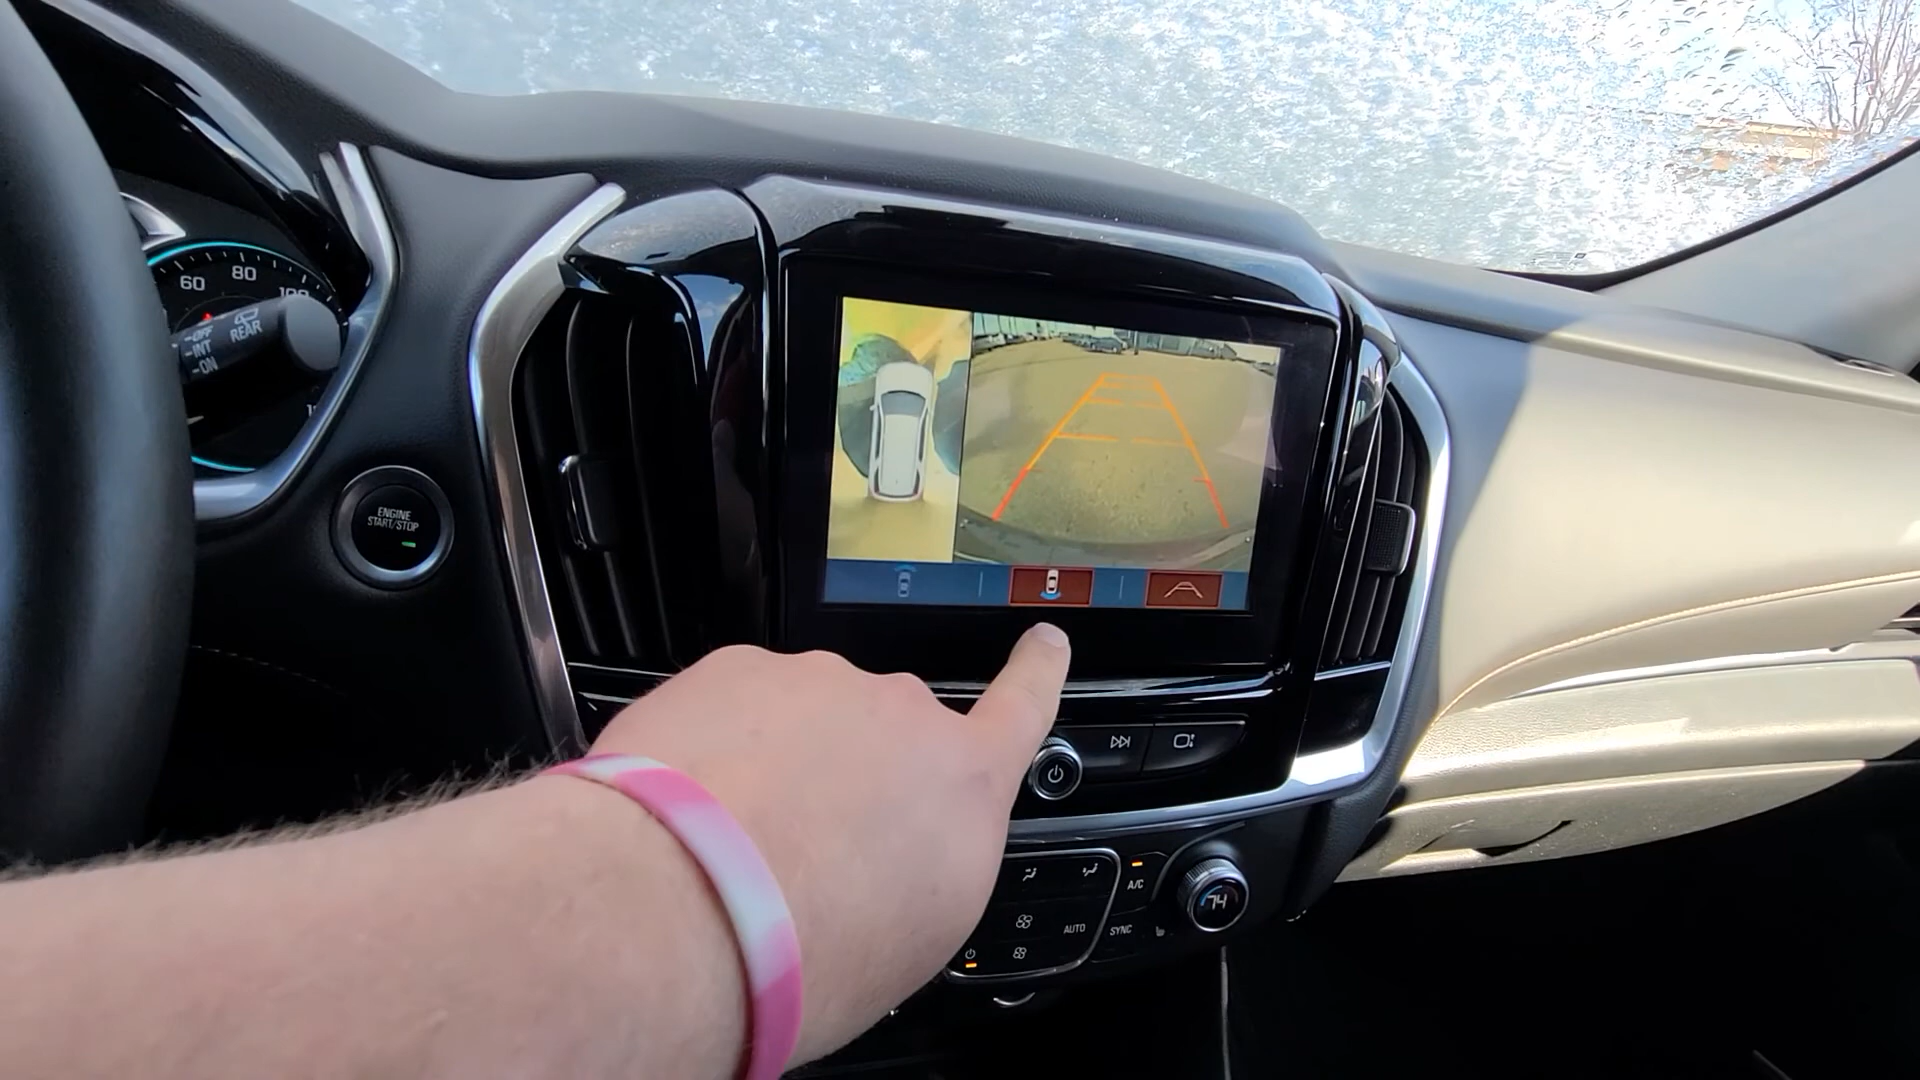 60
80
100
OFF
INT
ON
REAR
ENGINE
START/STOP
A/C
74
AUTO
SYNC